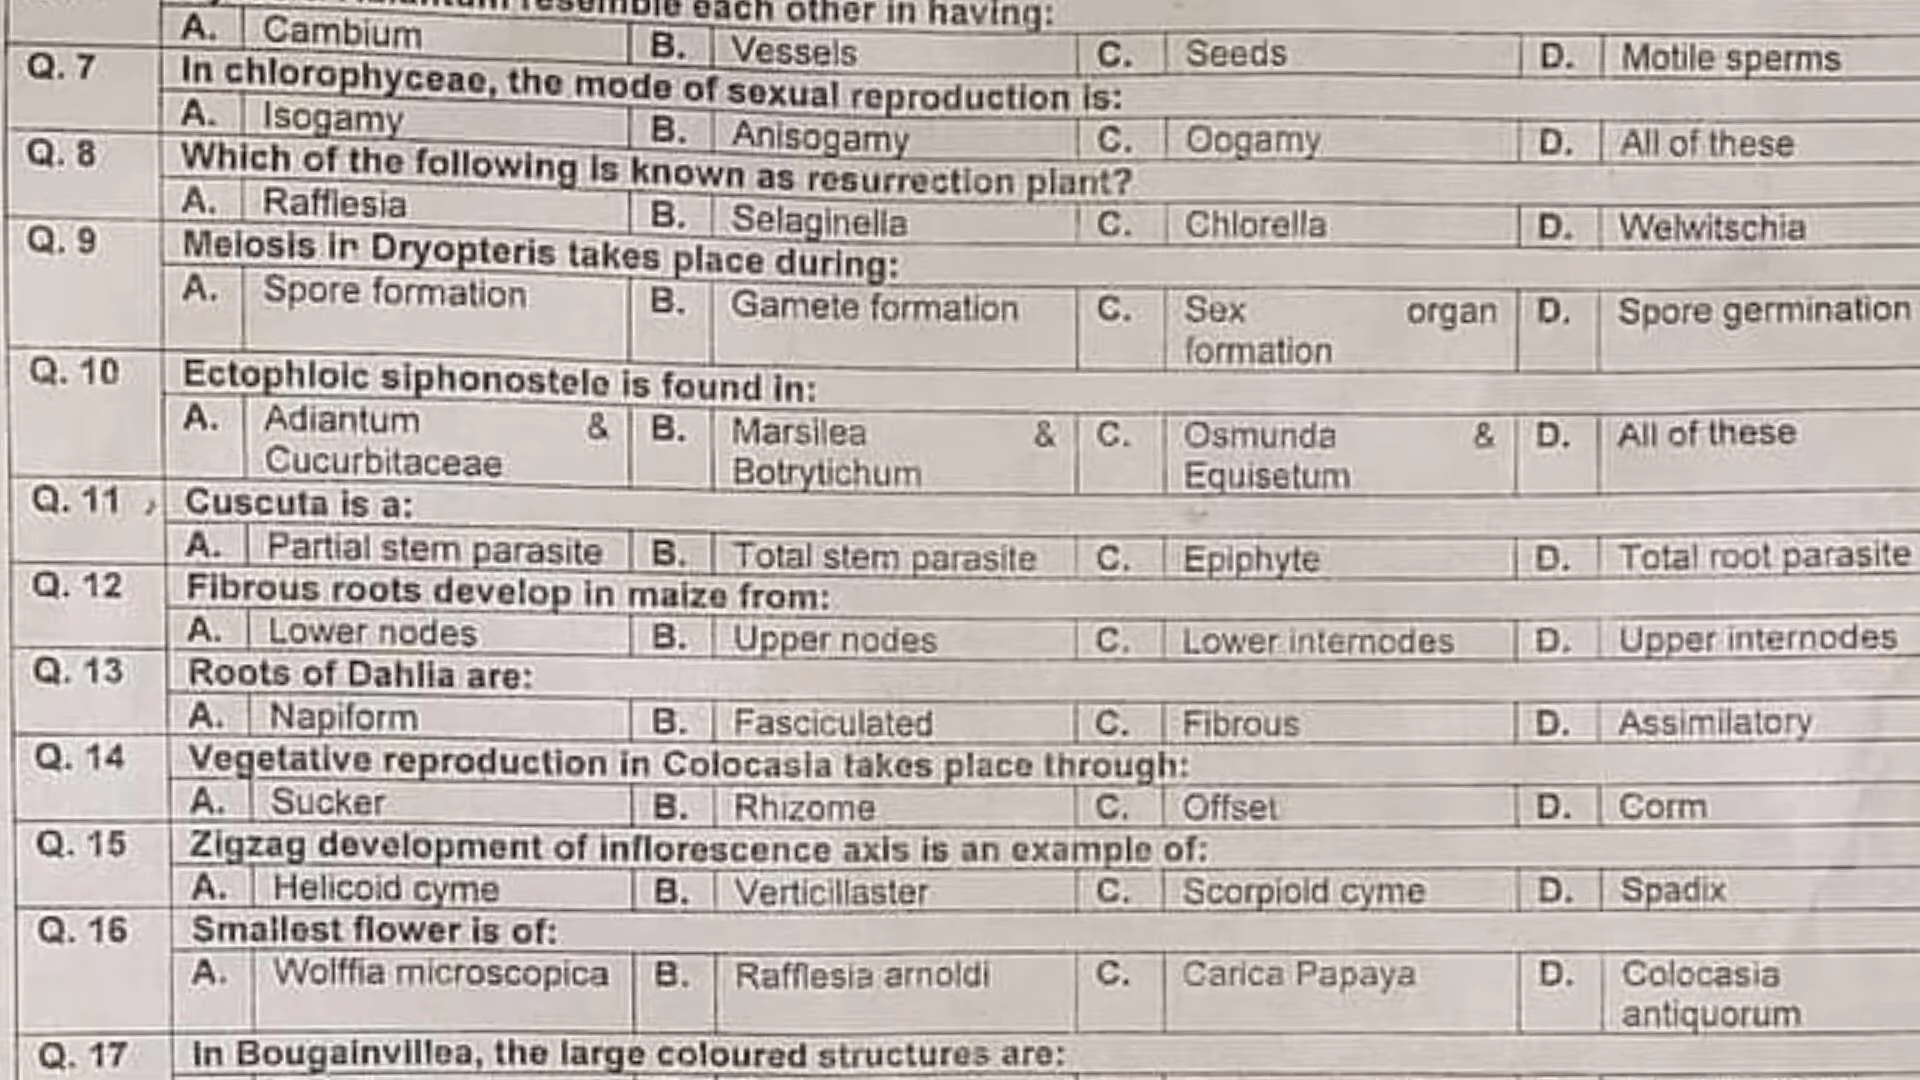 resemble each other in having:
A. Cambium B. Vessels C. Seeds D. Motile sperms
Q. 7 In chlorophyceae, the mode of sexual reproduction is:
A. Isogamy B. Anisogamy C. Oogamy D. All of these
Q. 8 Which of the following is known as resurrection plant?
A. Rafflesia B. Selaginella C. Chlorella D. Welwitschia
Q. 9 Meiosis in Dryopteris takes place during:
A. Spore formation B. Gamete formation C. Sex organ D. Spore germination
formation
Q. 10 Ectophloic siphonostele is found in:
A. Adiantum & B. Marsilea & C. Osmunda & D. All of these
Cucurbitaceae Botrytichum Equisetum
Q. 11 Cuscuta is a:
A. Partial stem parasite B. Total stem parasite C. Epiphyte D. Total root parasite
Q. 12 Fibrous roots develop in maize from:
A. Lower nodes B. Upper nodes C. Lower internodes D. Upper internodes
Q. 13 Roots of Dahlia are:
A. Napiform B. Fasciculated C. Fibrous D. Assimilatory
Q. 14 Vegetative reproduction in Colocasia takes place through:
A. Sucker B. Rhizome C. Offset D. Corm
Q. 15 Zigzag development of inflorescence axis is an example of:
A. Helicoid cyme B. Verticillaster C. Scorpioid cyme D. Spadix
Q. 16 Smallest flower is of:
A. Wolffia microscopica B. Rafflesia arnoldi C. Carica Papaya D. Colocasia
antiquorum
Q. 17 In Bougainvillea, the large coloured structures are: